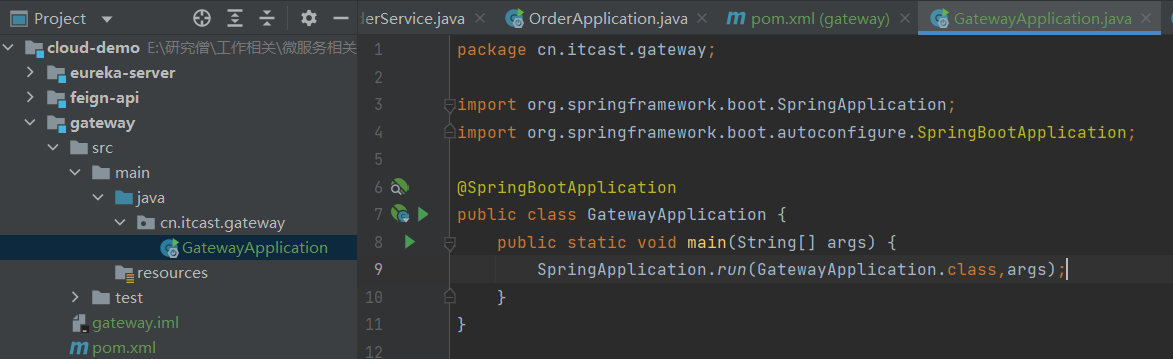 Project
derService.java
OrderApplication.java
pom.xml (gateway)
GatewayApplication.java
cloud-demo E:\研究僧\工作相关\微服务相关
eureka-server
feign-api
gateway
src
main
java
cn.itcast.gateway
GatewayApplication
resources
test
gateway.iml
pom.xml
1 package cn.itcast.gateway;
2
3 import org.springframework.boot.SpringApplication;
4 import org.springframework.boot.autoconfigure.SpringBootApplication;
5
6 @SpringBootApplication
7 public class GatewayApplication {
8 public static void main(String[] args) {
9 SpringApplication.run(GatewayApplication.class,args);
10 }
11 }
12